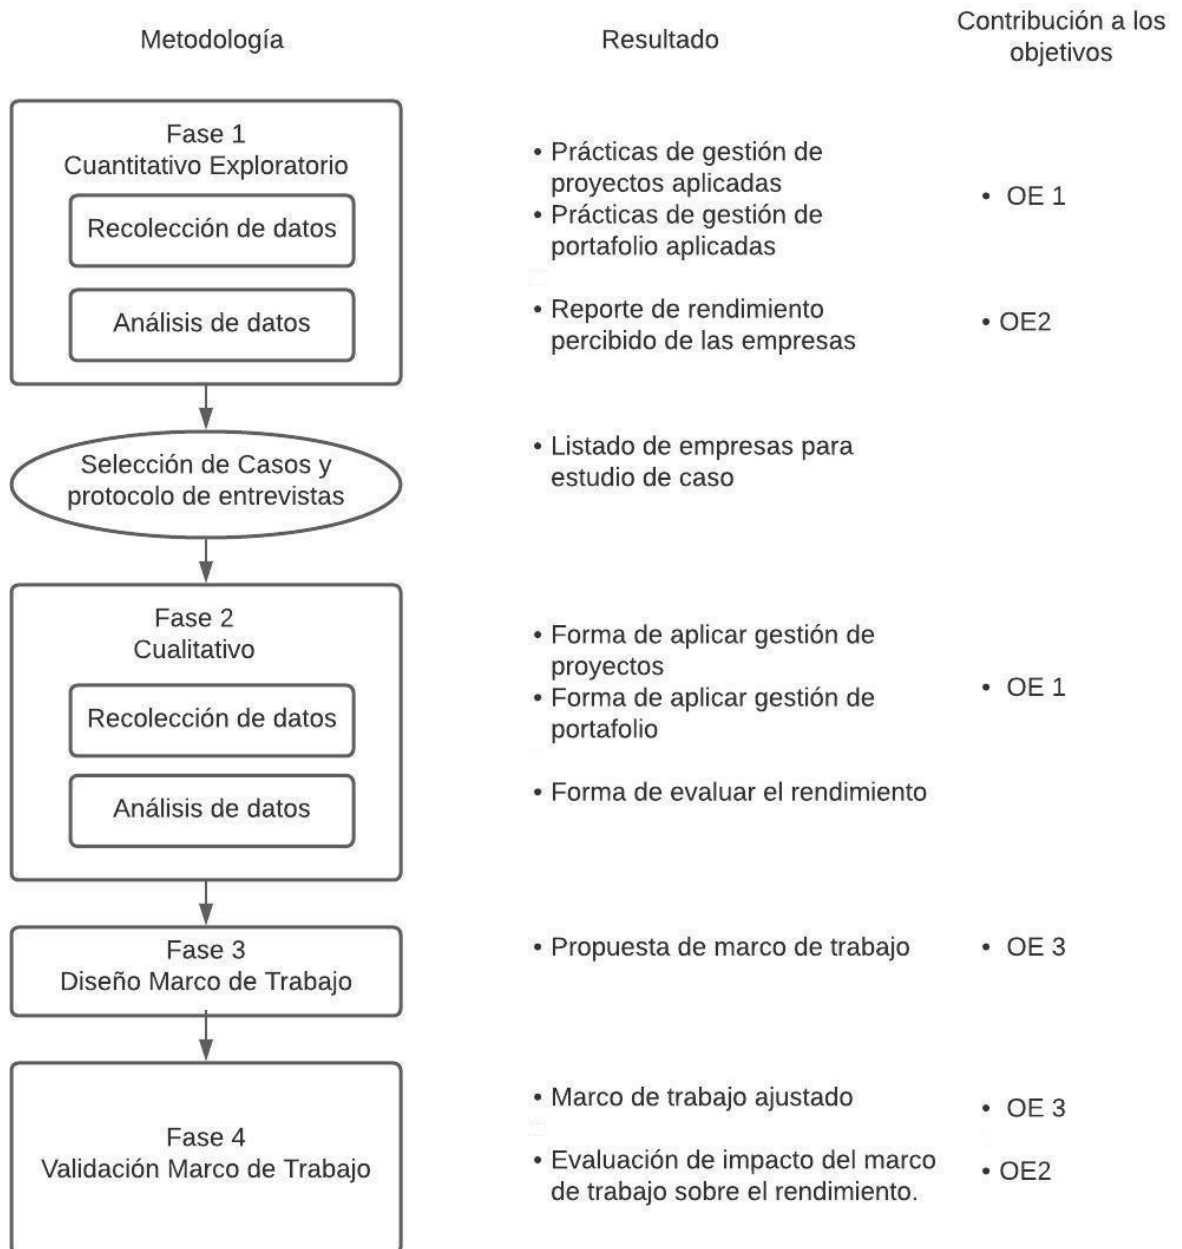 Metodología
Resultado
Contribución a los
objetivos
Fase 1
Cuantitativo Exploratorio
Recolección de datos
Análisis de datos
• Prácticas de gestión de
proyectos aplicadas
• Prácticas de gestión de
portafolio aplicadas
• OE 1
• Reporte de rendimiento
percibido de las empresas
• OE2
Selección de Casos y
protocolo de entrevistas
• Listado de empresas para
estudio de caso
Fase 2
Cualitativo
Recolección de datos
Análisis de datos
• Forma de aplicar gestión de
proyectos
• Forma de aplicar gestión de
portafolio
• OE 1
• Forma de evaluar el rendimiento
Fase 3
Diseño Marco de Trabajo
• Propuesta de marco de trabajo
• OE 3
Fase 4
Validación Marco de Trabajo
• Marco de trabajo ajustado
• OE 3
• Evaluación de impacto del marco
de trabajo sobre el rendimiento.
• OE2